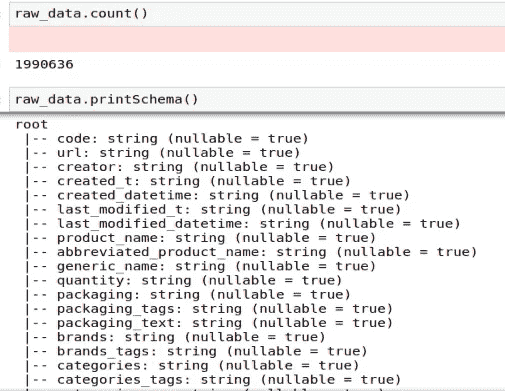 raw_data.count()
1990636
raw_data.printSchema()
root
|-- code: string (nullable = true)
|-- url: string (nullable = true)
|-- creator: string (nullable = true)
|-- created_t: string (nullable = true)
|-- created_datetime: string (nullable = true)
|-- last_modified_t: string (nullable = true)
|-- last_modified_datetime: string (nullable = true)
|-- product_name: string (nullable = true)
|-- abbreviated_product_name: string (nullable = true)
|-- generic_name: string (nullable = true)
|-- quantity: string (nullable = true)
|-- packaging: string (nullable = true)
|-- packaging_tags: string (nullable = true)
|-- packaging_text: string (nullable = true)
|-- brands: string (nullable = true)
|-- brands_tags: string (nullable = true)
|-- categories: string (nullable = true)
|-- categories_tags: string (nullable = true)